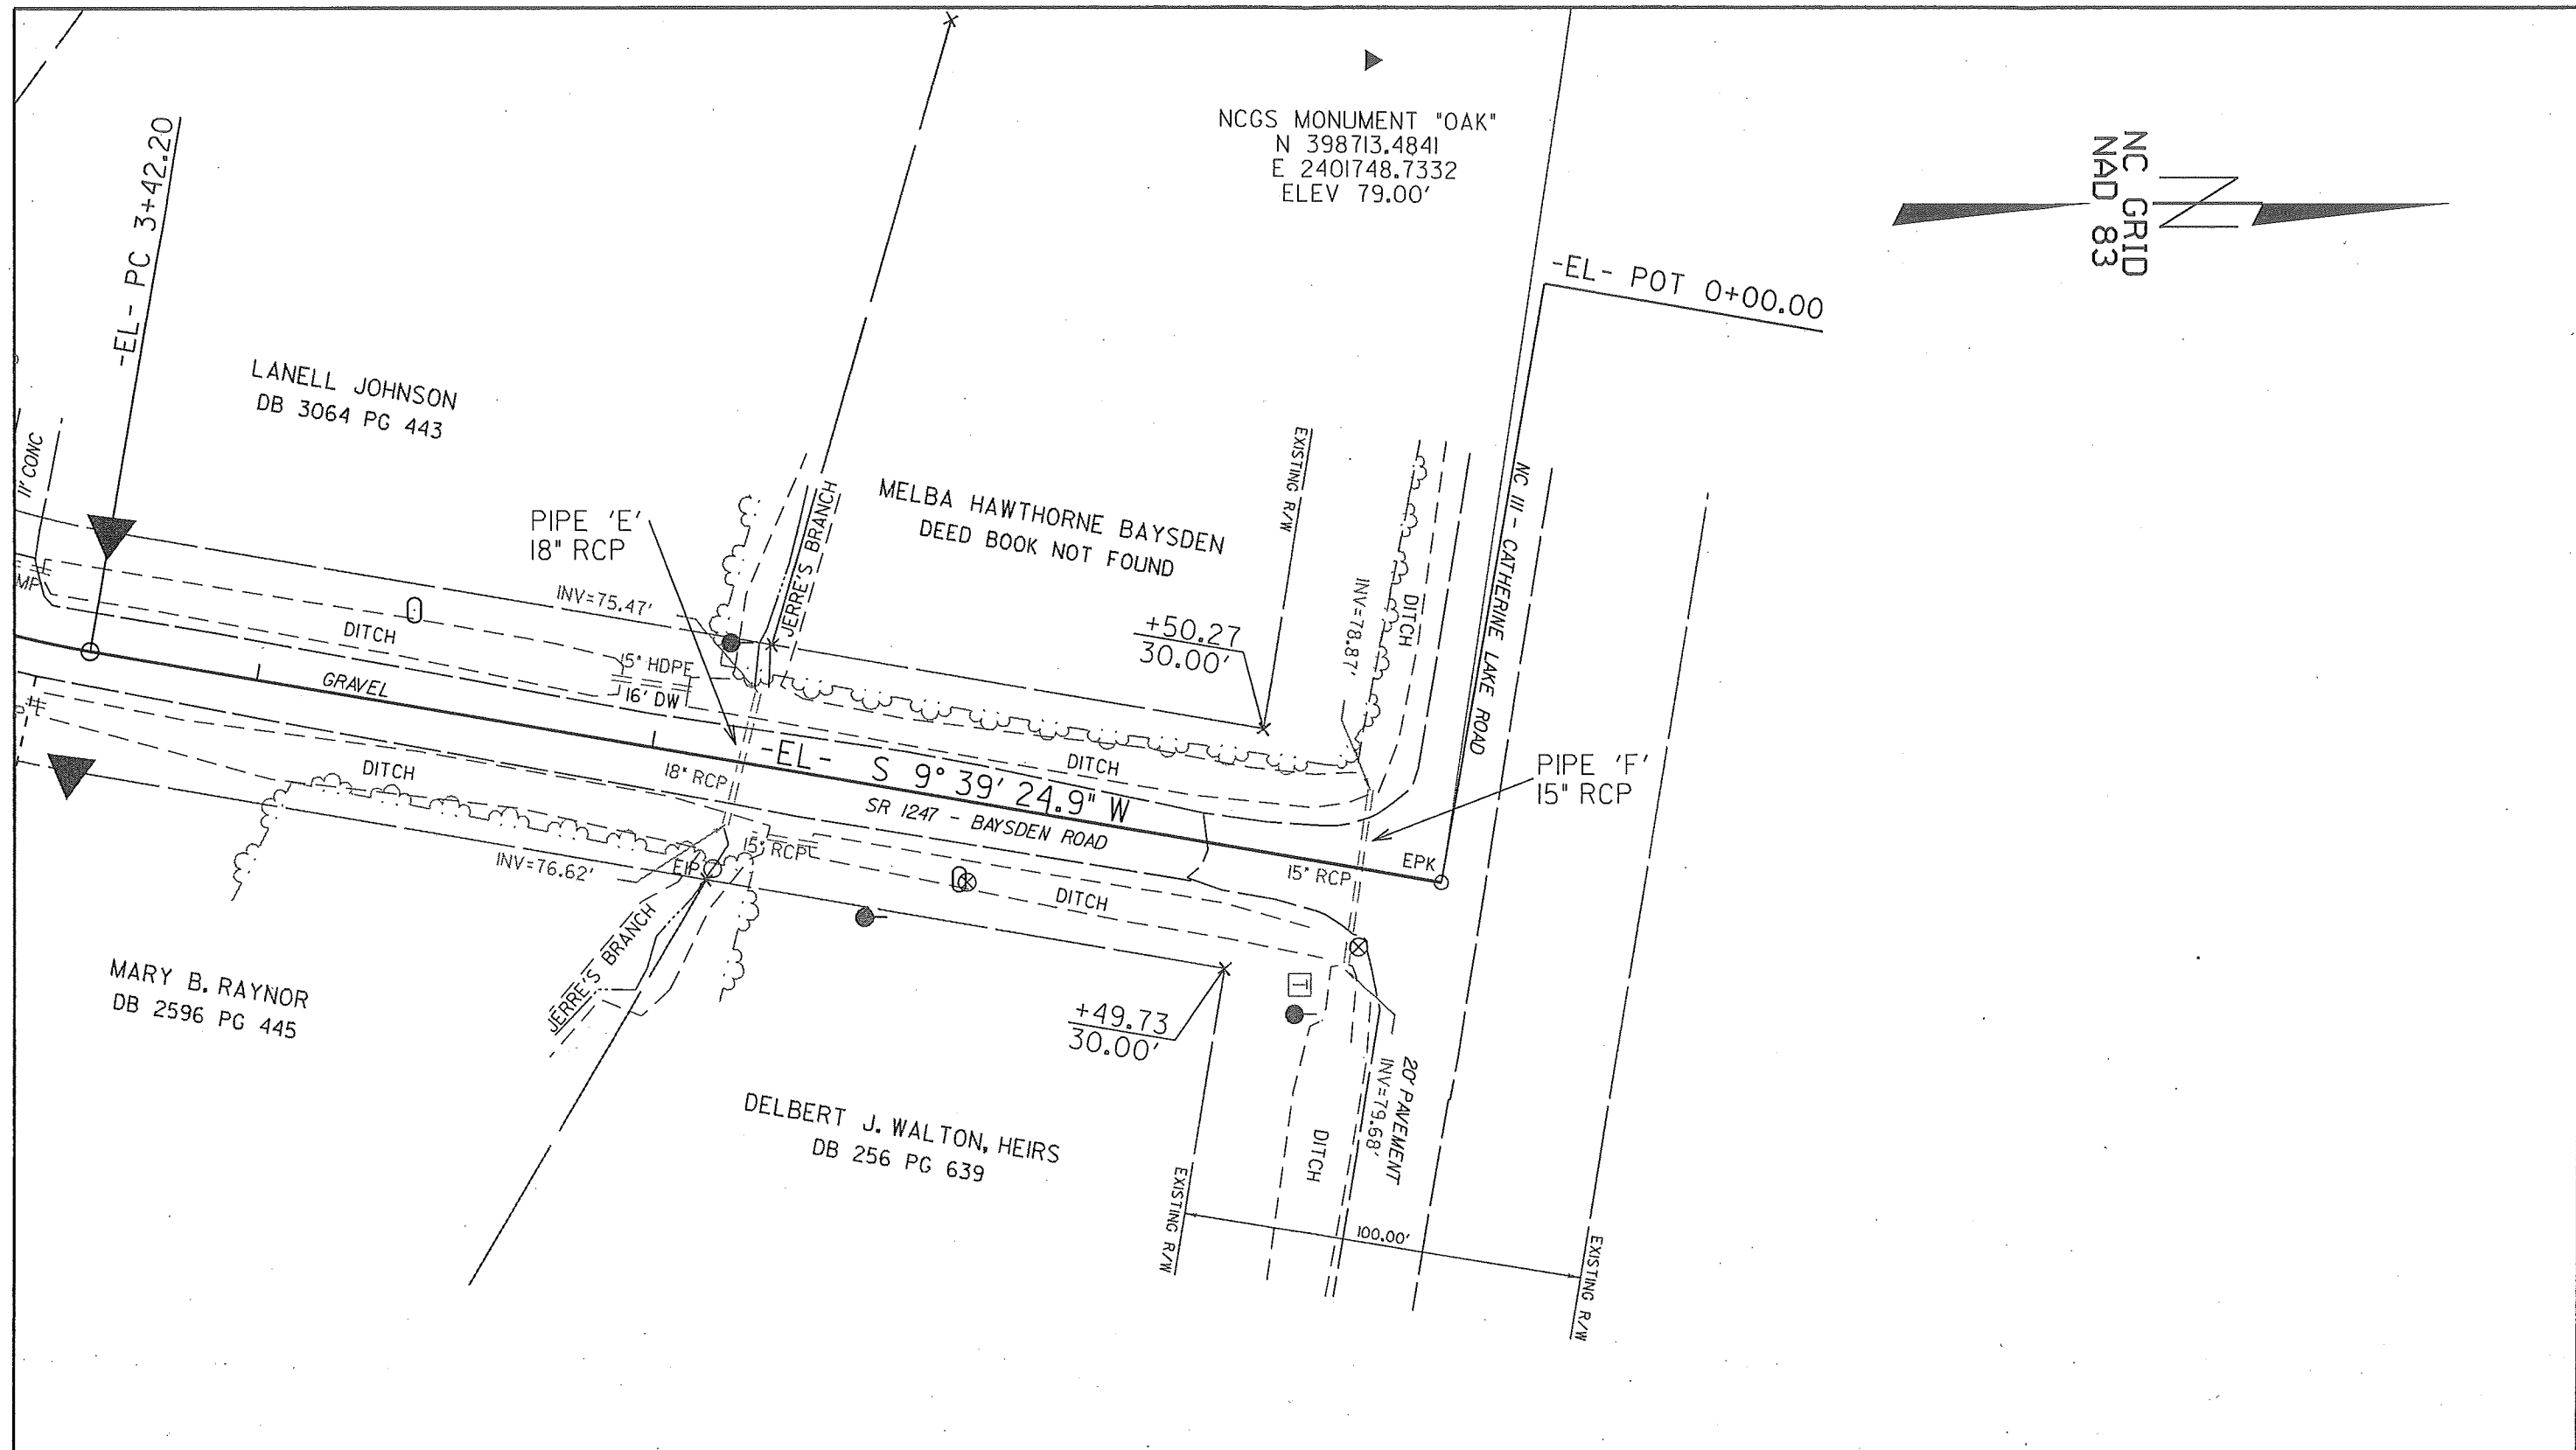 NCGS MONUMENT "OAK"
N 398713.4841
E 2401748.7332
ELEV 79.00'
NC GRID
NAD 83
-EL- PC 3+42.20
-EL- POT 0+00.00
LANELL JOHNSON
DB 3064 PG 443
11' CONC
MELBA HAWTHORNE BAYSDEN
DEED BOOK NOT FOUND
EXISTING R/W
PIPE 'E'
18" RCP
JERRE'S BRANCH
INV=75.47'
NC 111 - CATHERINE LAKE ROAD
INV=78.87'
DITCH
MP
DITCH
+50.27
30.00'
15" HDPE
16' DW
GRAVEL
DITCH
PIPE 'F'
15" RCP
DITCH
18" RCP
-EL- S 9° 39' 24.9" W
SR 1247 - BAYSDEN ROAD
15" RCP
EPK
15" RCP
EIP
INV=76.62'
DITCH
JERRE'S BRANCH
MARY B. RAYNOR
DB 2596 PG 445
T
+49.73
30.00'
20' PAVEMENT
INV=79.68'
DELBERT J. WALTON, HEIRS
DB 256 PG 639
DITCH
EXISTING R/W
100.00'
EXISTING R/W